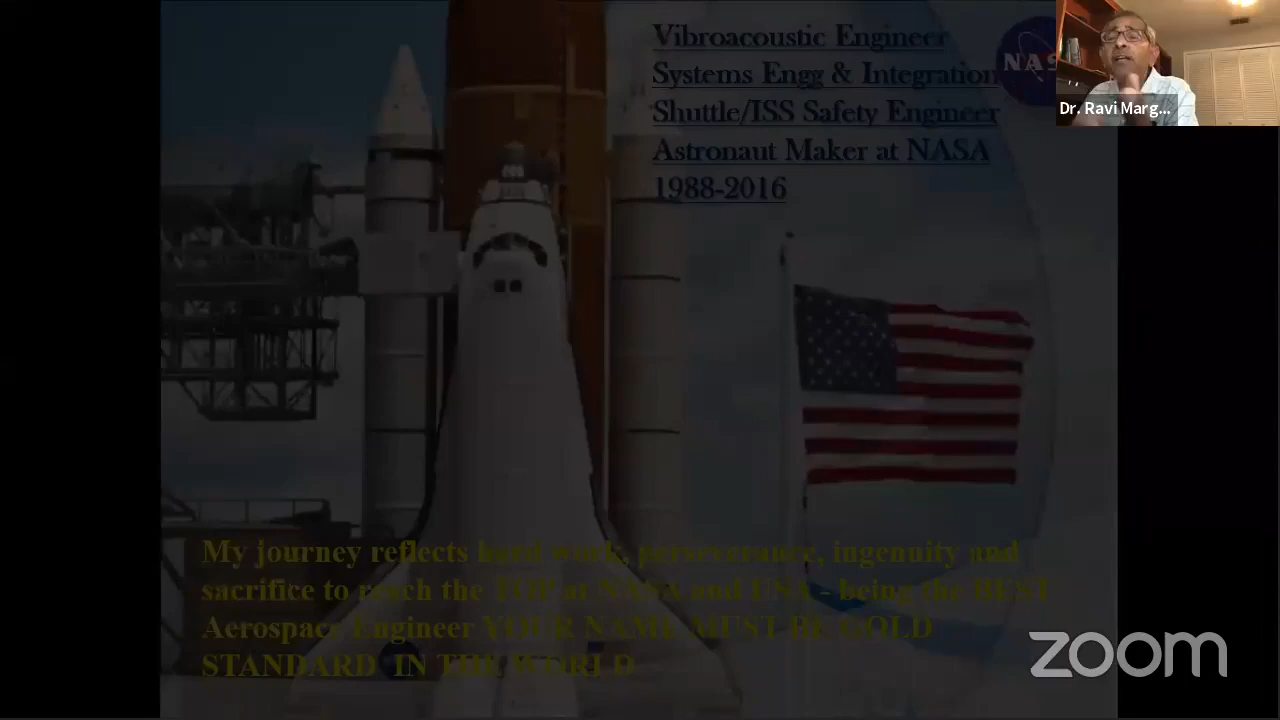 Vibroacoustic Engineer
Systems Engg & Integration
Shuttle/ISS Safety Engineer
Astronaut Maker at NASA
1988-2016
NAS
Dr. Ravi Marg...
My journey reflects hard work, perseverance, ingenuity and
sacrifice to reach the TOP at NASA and USA - being the BEST
Aerospace Engineer YOUR NAME MUST BE GOLD
STANDARD IN THE WORLD
zoom